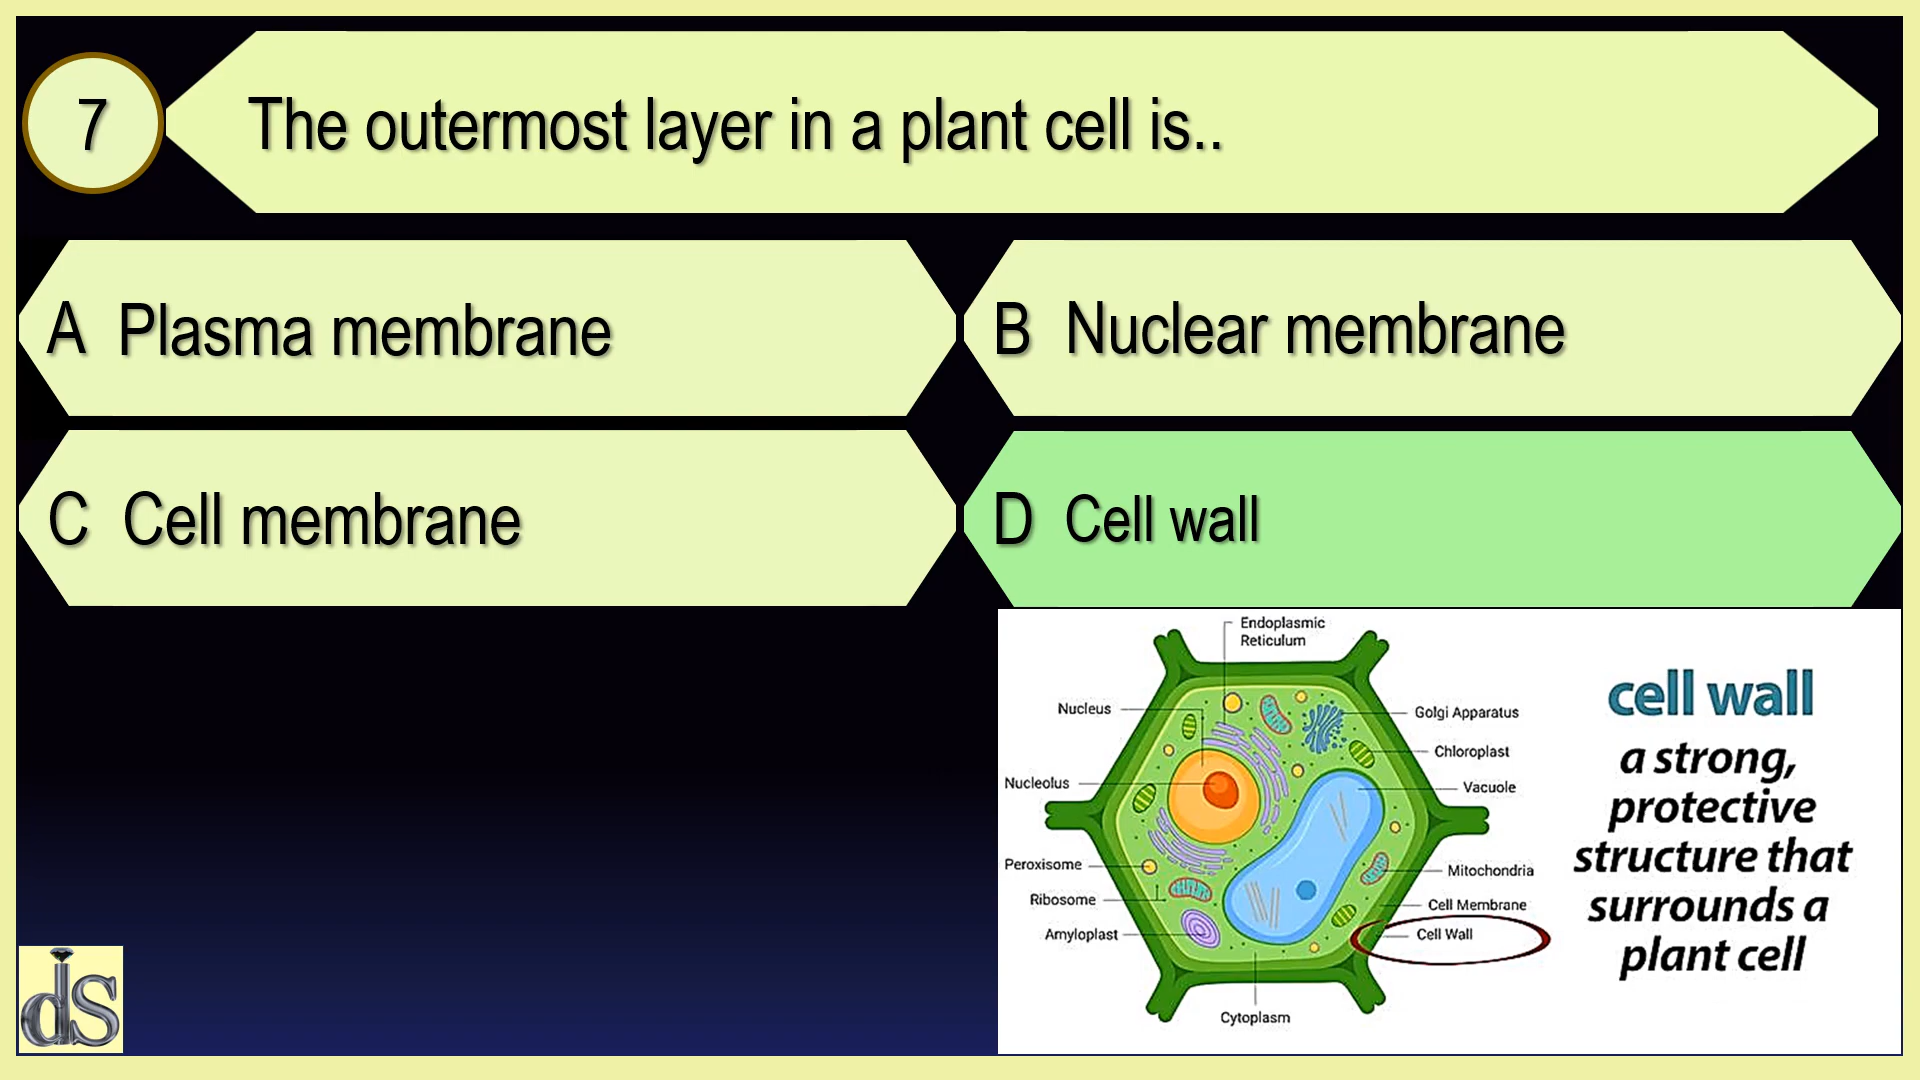 7
The outermost layer in a plant cell is..
A Plasma membrane
B Nuclear membrane
C Cell membrane
D Cell wall
Endoplasmic
Reticulum
Nucleus
Golgi Apparatus
Chloroplast
Nucleolus
Vacuole
Peroxisome
Mitochondria
Ribosome
Cell Membrane
Amyloplast
Cell Wall
Cytoplasm
cell wall
a strong,
protective
structure that
surrounds a
plant cell
ds